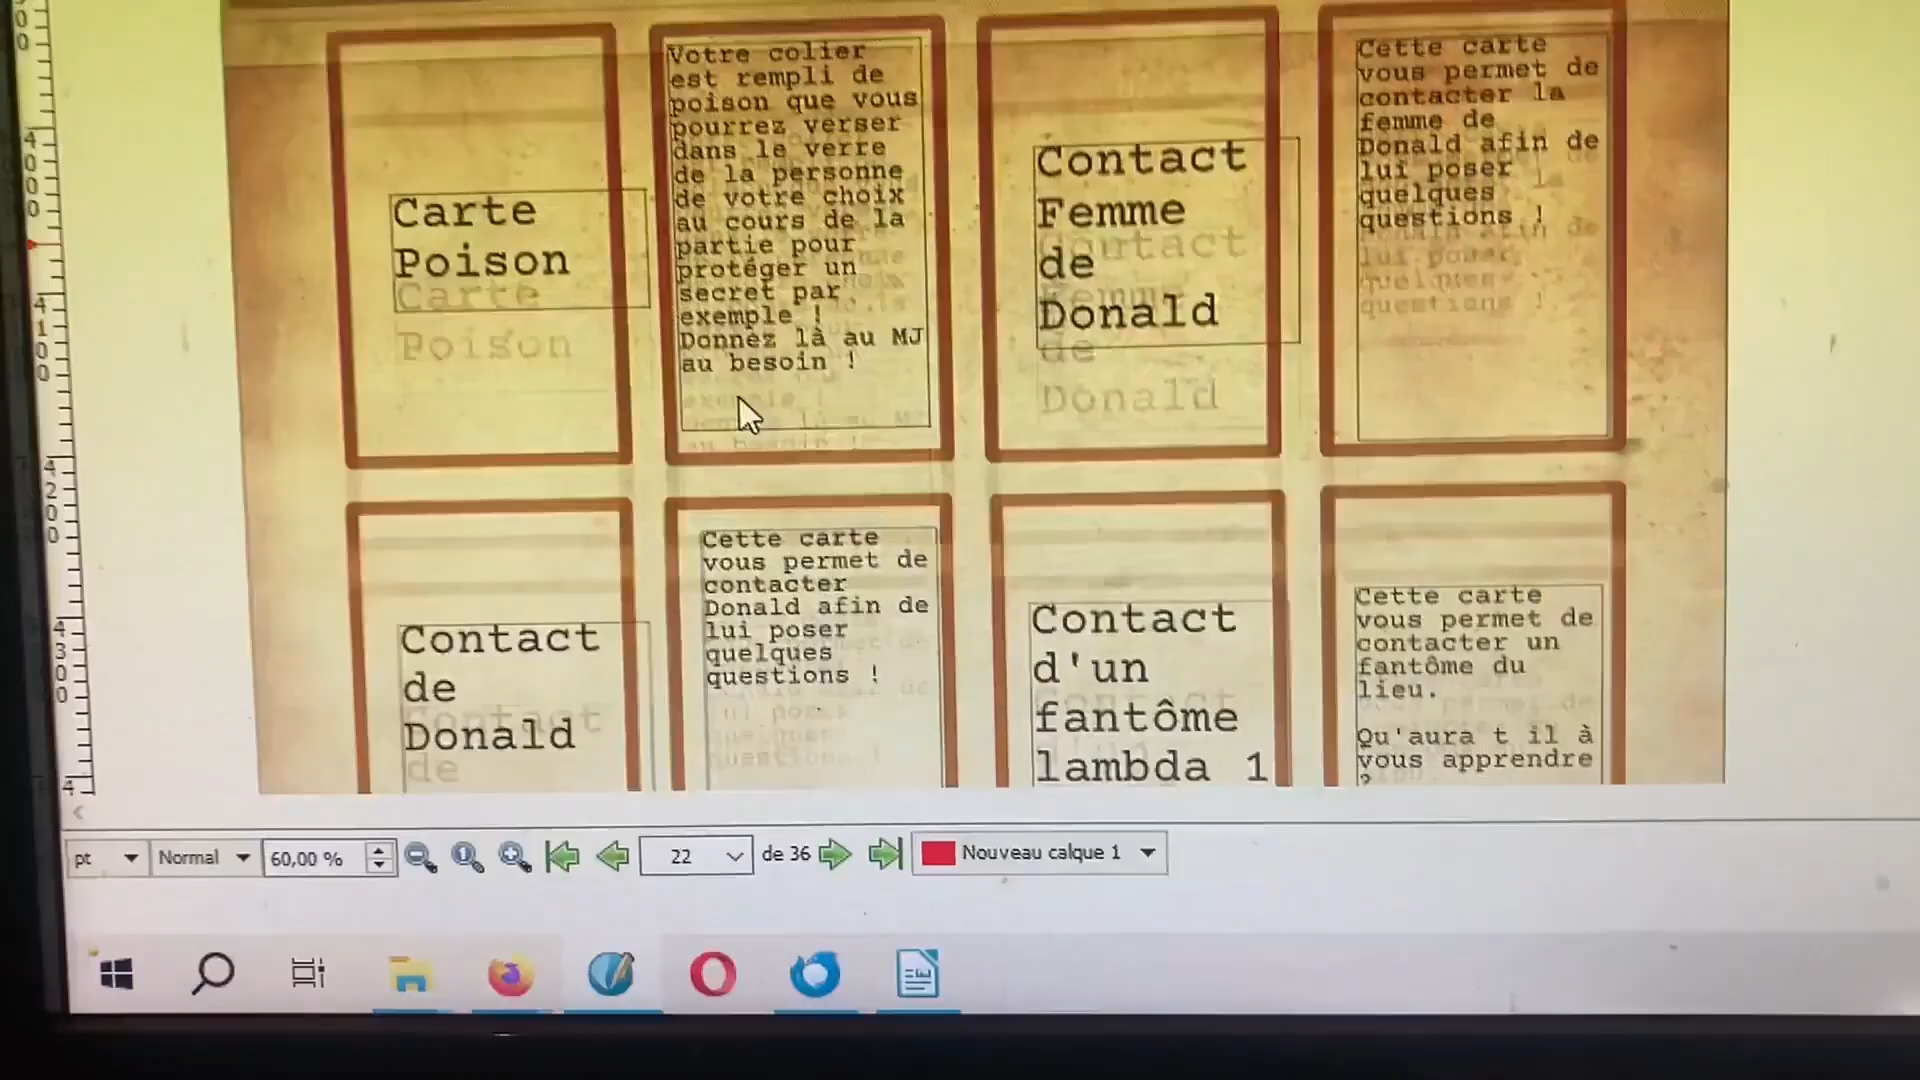 Carte
Poison
Votre colier
est rempli de
poison que vous
pourrez verser
dans le verre
de la personne
de votre choix
au cours de la
partie pour
protéger un
secret par
exemple !
Donnez là au MJ
au besoin !
Contact
Femme
de
Donald
Cette carte
vous permet de
contacter la
femme de
Donald afin de
lui poser
quelques
questions !
Contact
de
Donald
Cette carte
vous permet de
contacter
Donald afin de
lui poser
quelques
questions !
Contact
d'un
fantôme
lambda 1
Cette carte
vous permet de
contacter un
fantôme du
lieu.
Qu'aura t il à
vous apprendre
?
pt
Normal
60,00 %
22
de 36
Nouveau calque 1